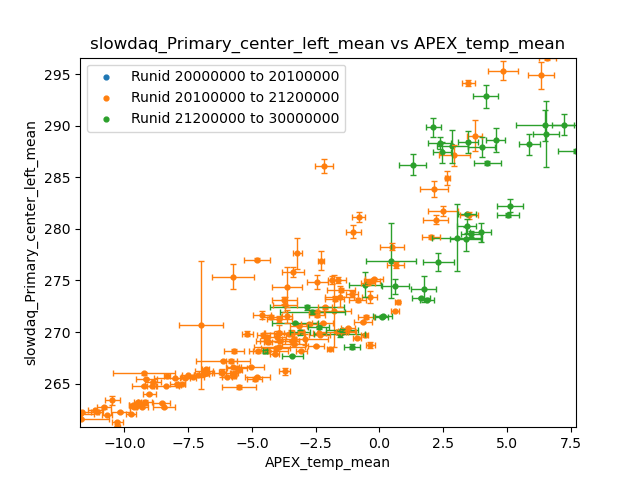 slowdaq_Primary_center_left_mean vs APEX_temp_mean
Runid 20000000 to 20100000
Runid 20100000 to 21200000
Runid 21200000 to 30000000
slowdaq_Primary_center_left_mean
295
290
285
280
275
270
265
−10.0 −7.5 −5.0 −2.5 0.0 2.5 5.0 7.5
APEX_temp_mean